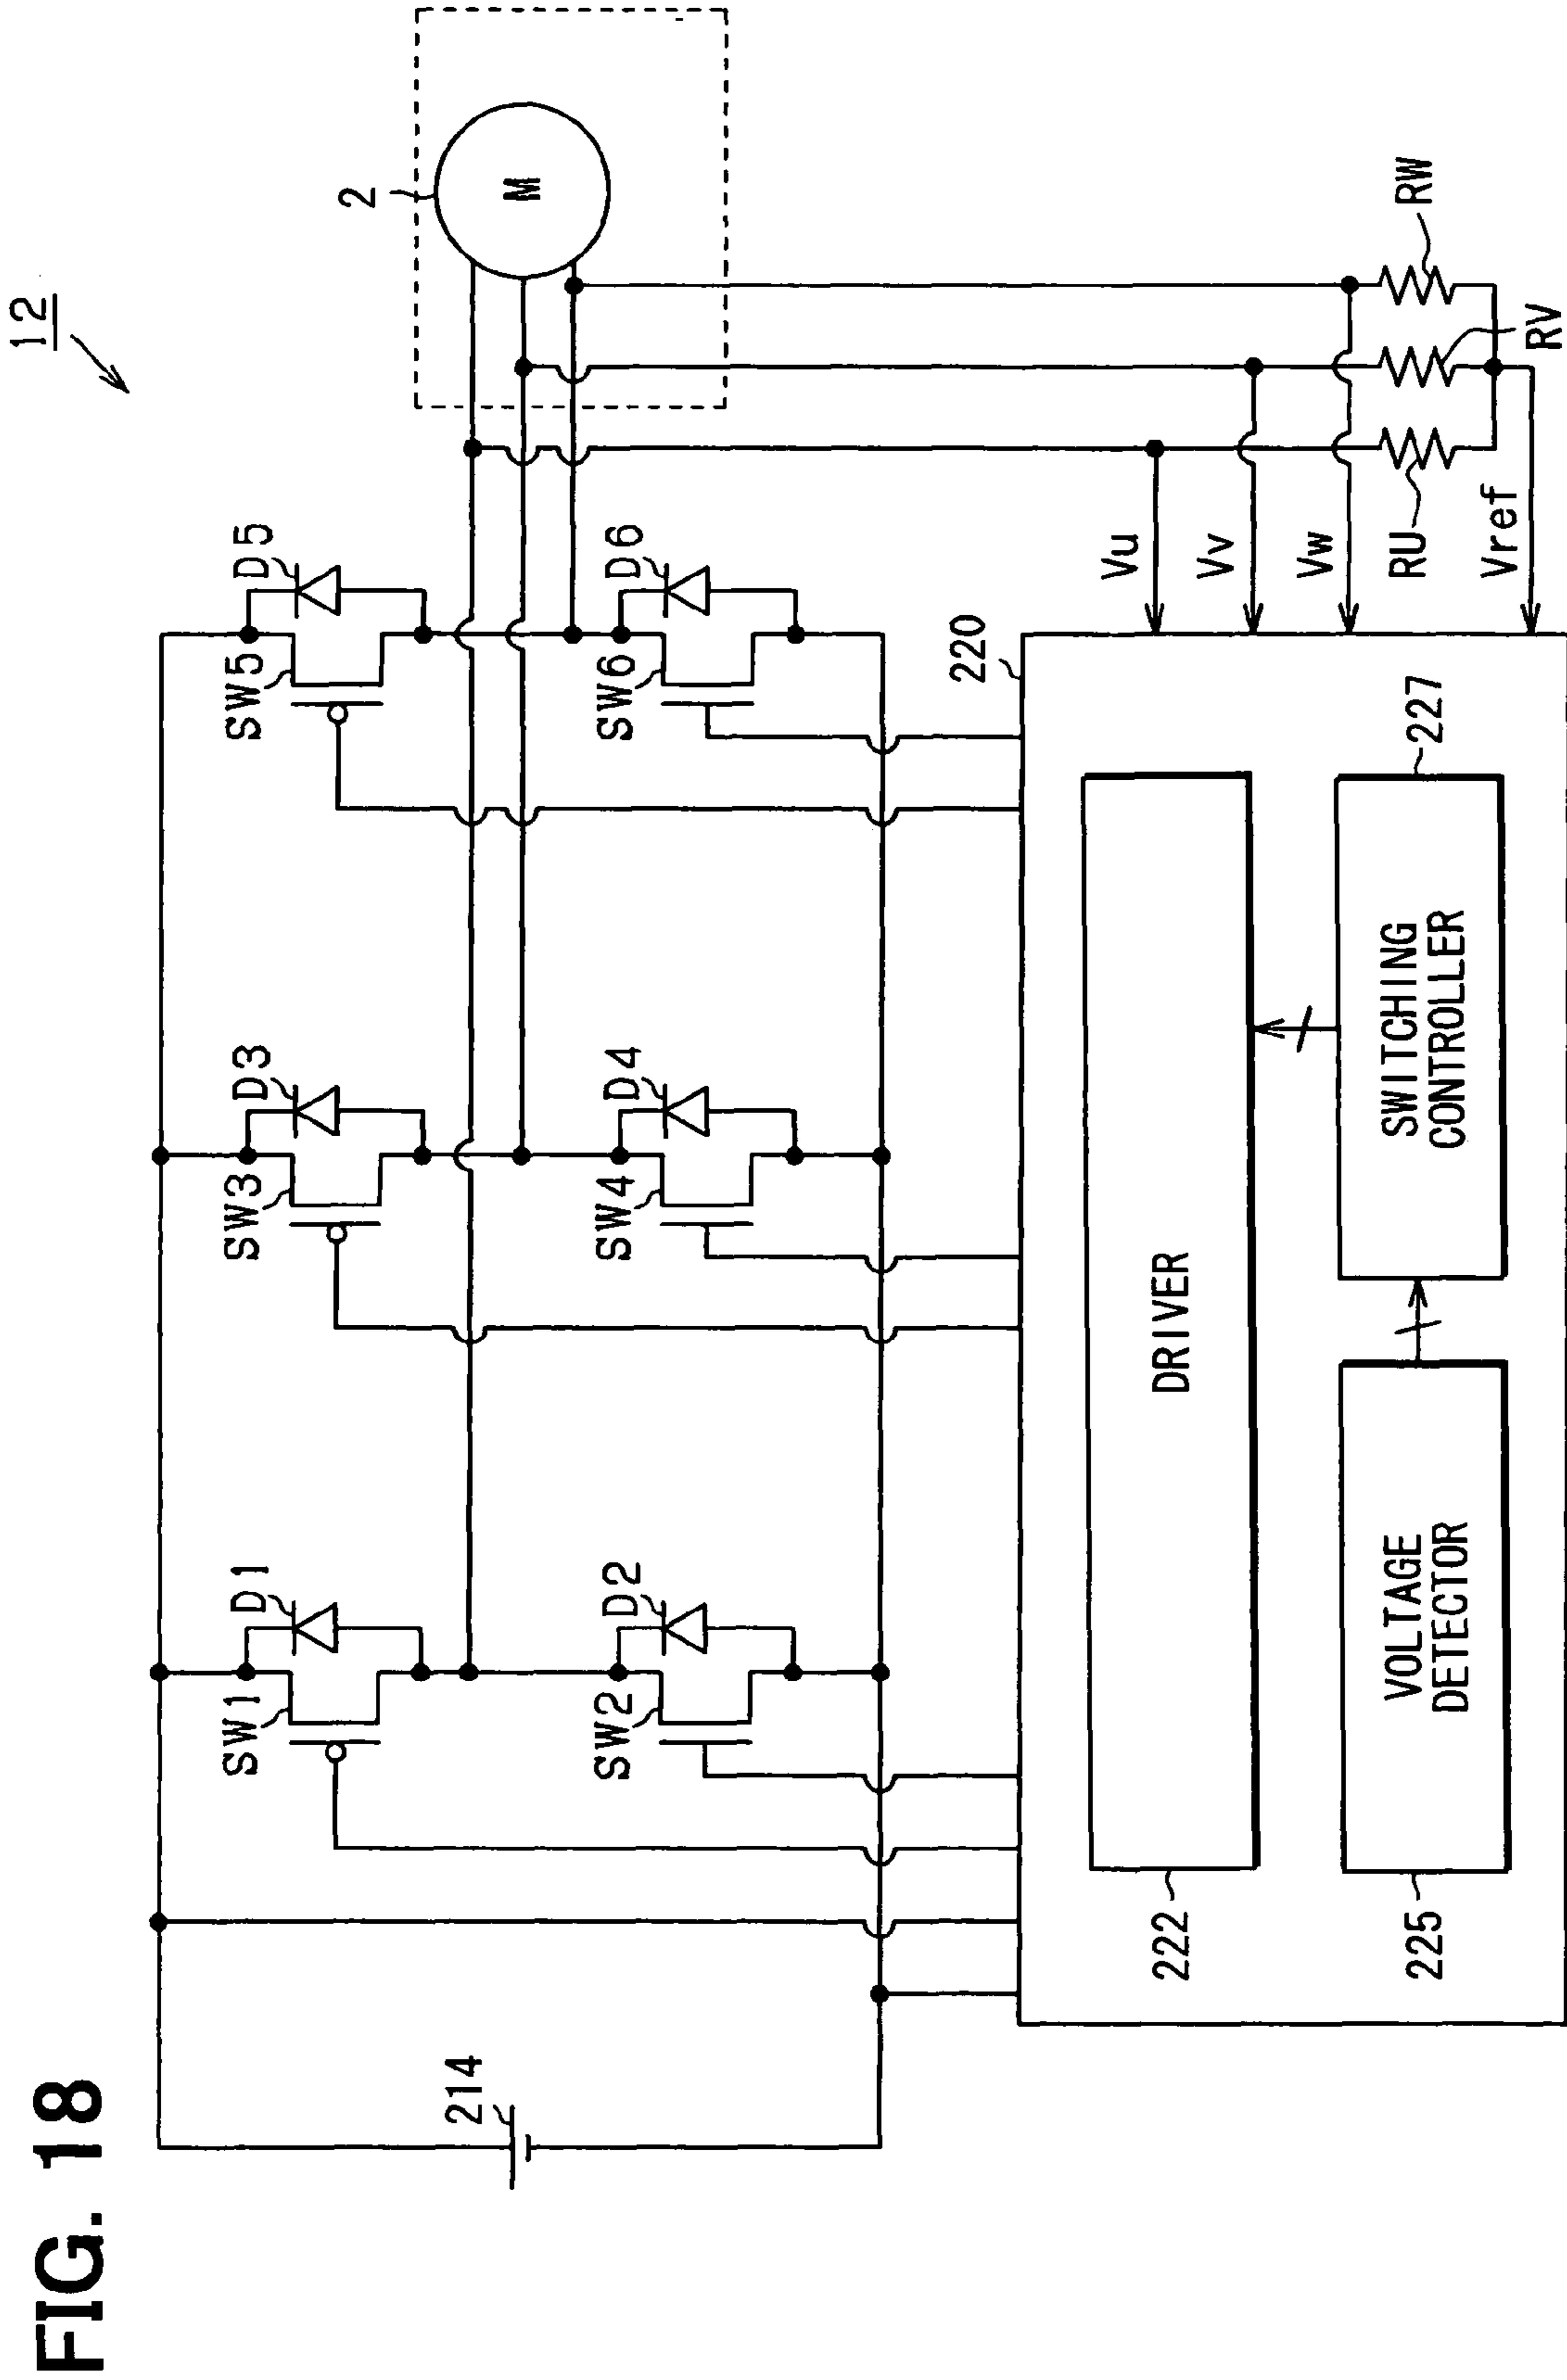 FIG. 18
12
214
SW1
D1
SW3
D3
SW5
D5
2
M
SW2
D2
SW4
D4
SW6
D6
220
Vu
Vv
Vw
RU
RV
RW
Vref
222
DRIVER
225
VOLTAGE
DETECTOR
SWITCHING
CONTROLLER
227